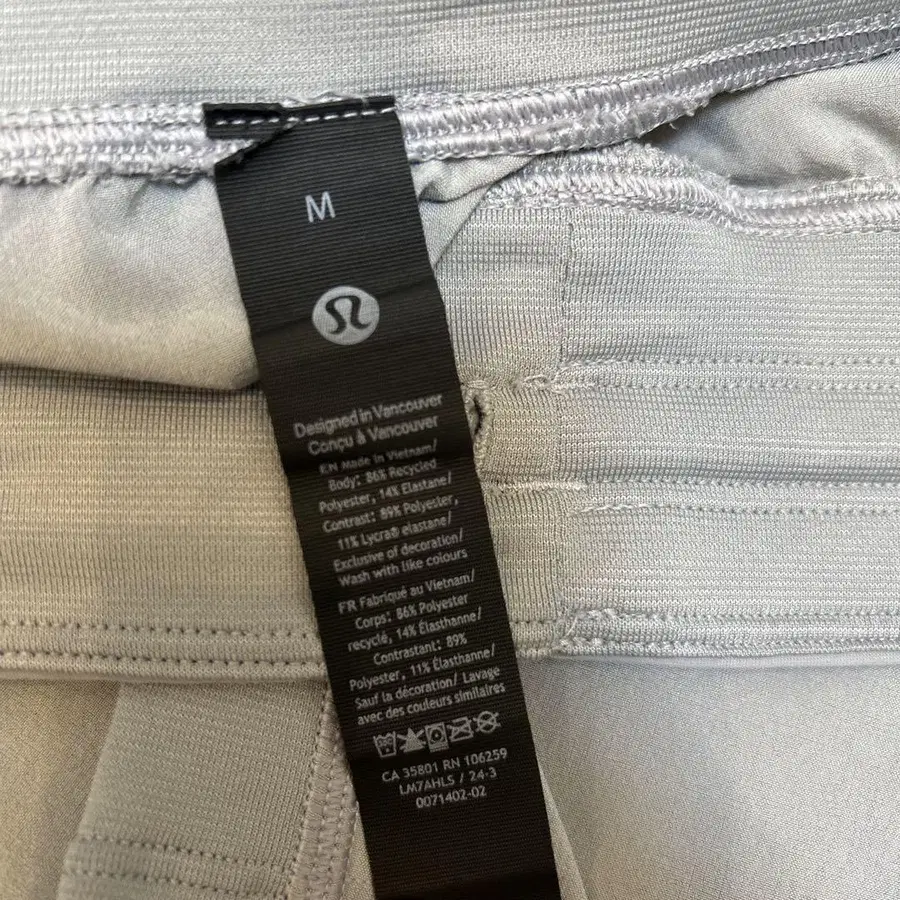 M
Designed in Vancouver
Conçu à Vancouver
EN Made in Vietnam/
Body: 86% Recycled
Polyester, 14% Elastane/
Contrast: 89% Polyester,
11% Lycra® elastane/
Exclusive of decoration/
Wash with like colours
FR Fabriqué au Vietnam/
Corps: 86% Polyester
recyclé, 14% Élasthanne/
Contrastant: 89%
Polyester, 11% Élasthanne/
Sauf la décoration/ Lavage
avec des couleurs similaires
CA 35801 RN 106259
LM7AHLS / 24-3
0071402-02